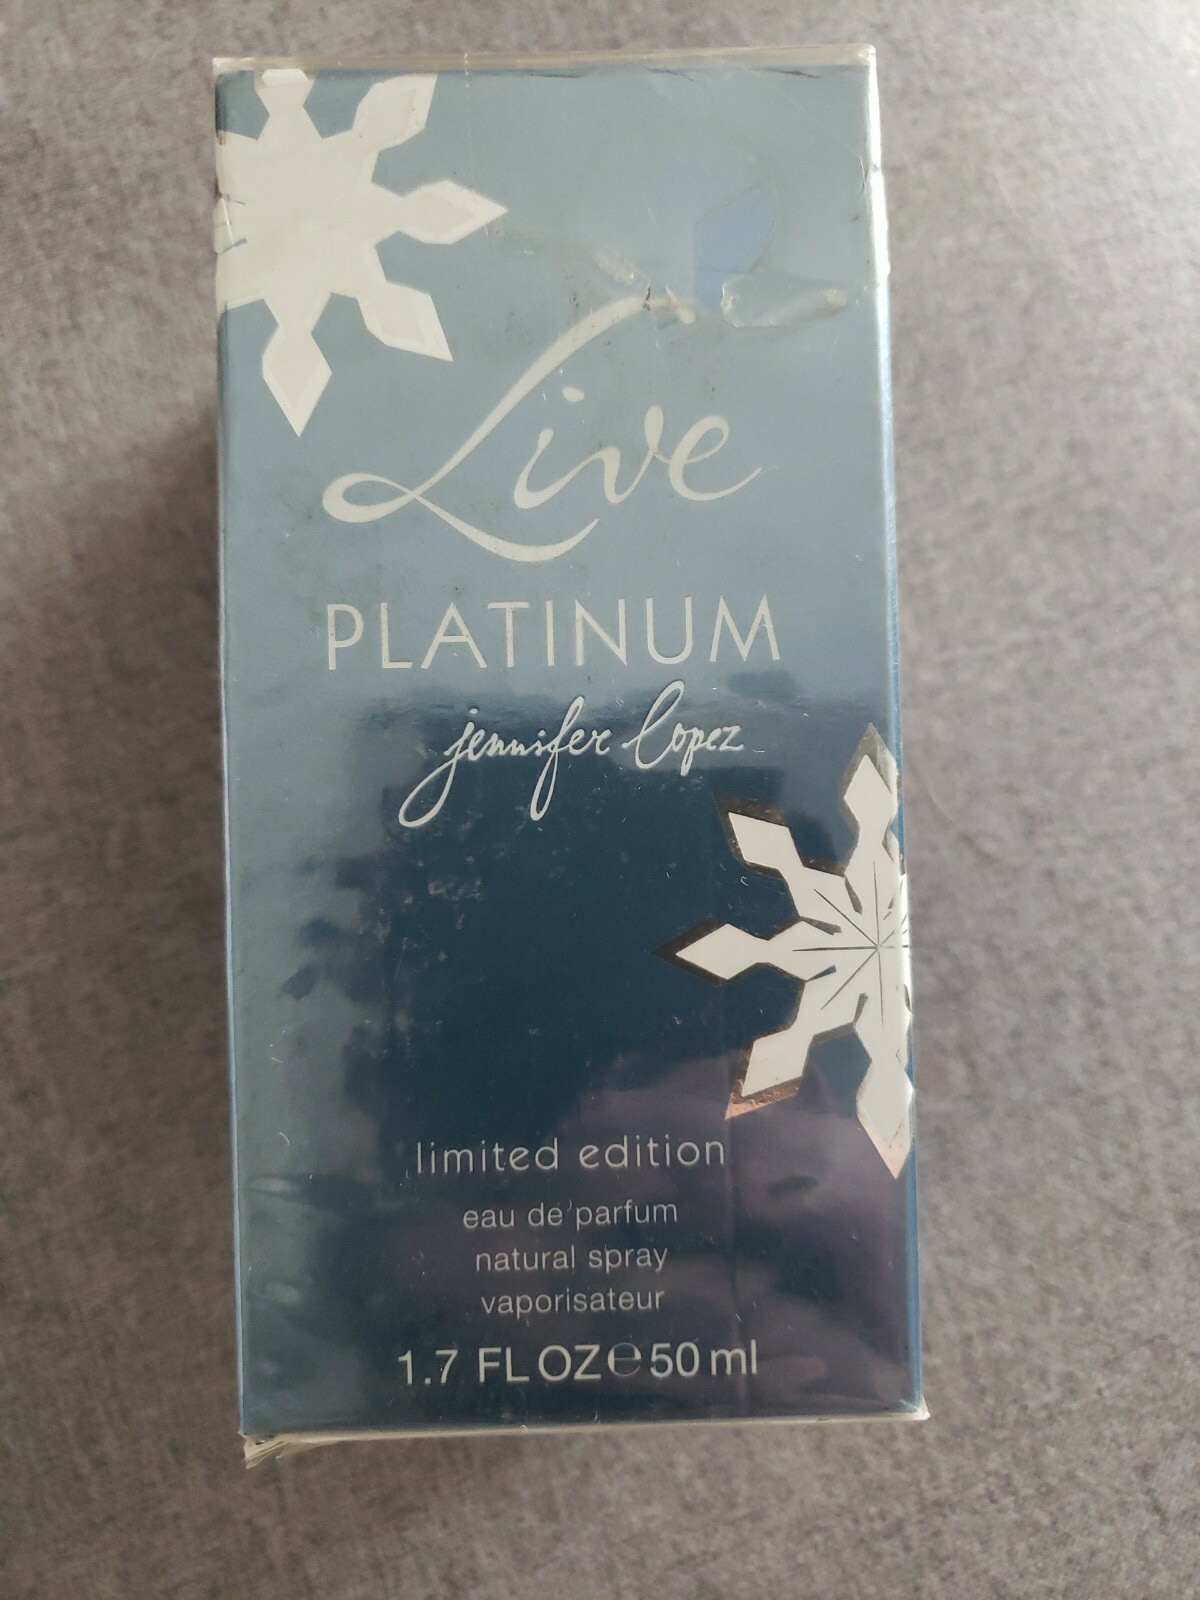 Live
PLATINUM
jennifer lopez
limited edition
eau de parfum
natural spray
vaporisateur
1.7 FL OZ ℮ 50 ml